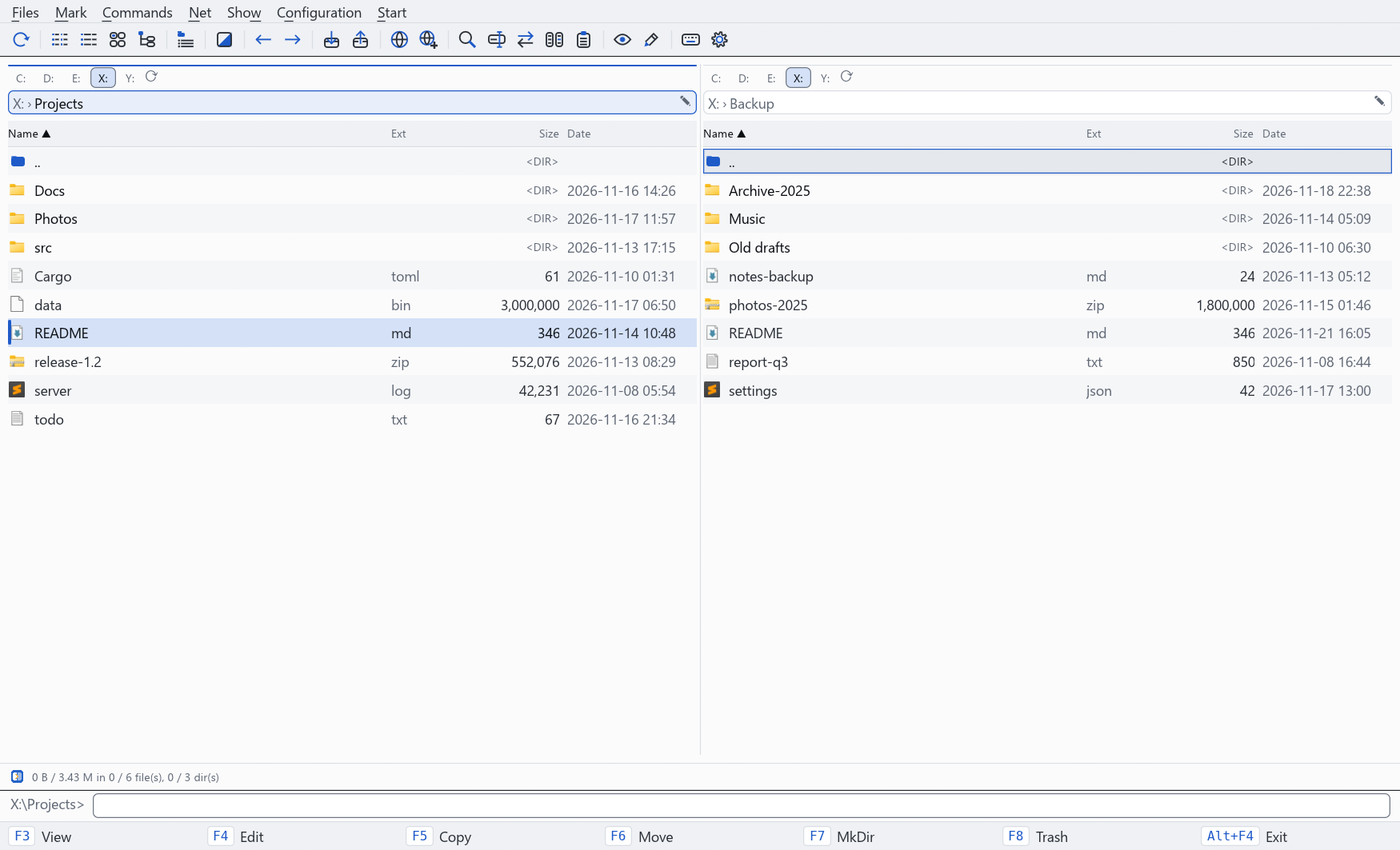 Files Mark Commands Net Show Configuration Start
C: D: E: X: Y:
X: › Projects
Name ▲ Ext Size Date
.. <DIR>
Docs <DIR> 2026-11-16 14:26
Photos <DIR> 2026-11-17 11:57
src <DIR> 2026-11-13 17:15
Cargo toml 61 2026-11-10 01:31
data bin 3,000,000 2026-11-17 06:50
README md 346 2026-11-14 10:48
release-1.2 zip 552,076 2026-11-13 08:29
server log 42,231 2026-11-08 05:54
todo txt 67 2026-11-16 21:34
C: D: E: X: Y:
X: › Backup
Name ▲ Ext Size Date
.. <DIR>
Archive-2025 <DIR> 2026-11-18 22:38
Music <DIR> 2026-11-14 05:09
Old drafts <DIR> 2026-11-10 06:30
notes-backup md 24 2026-11-13 05:12
photos-2025 zip 1,800,000 2026-11-15 01:46
README md 346 2026-11-21 16:05
report-q3 txt 850 2026-11-08 16:44
settings json 42 2026-11-17 13:00
0 B / 3.43 M in 0 / 6 file(s), 0 / 3 dir(s)
X:\Projects>
F3 View F4 Edit F5 Copy F6 Move F7 MkDir F8 Trash Alt+F4 Exit